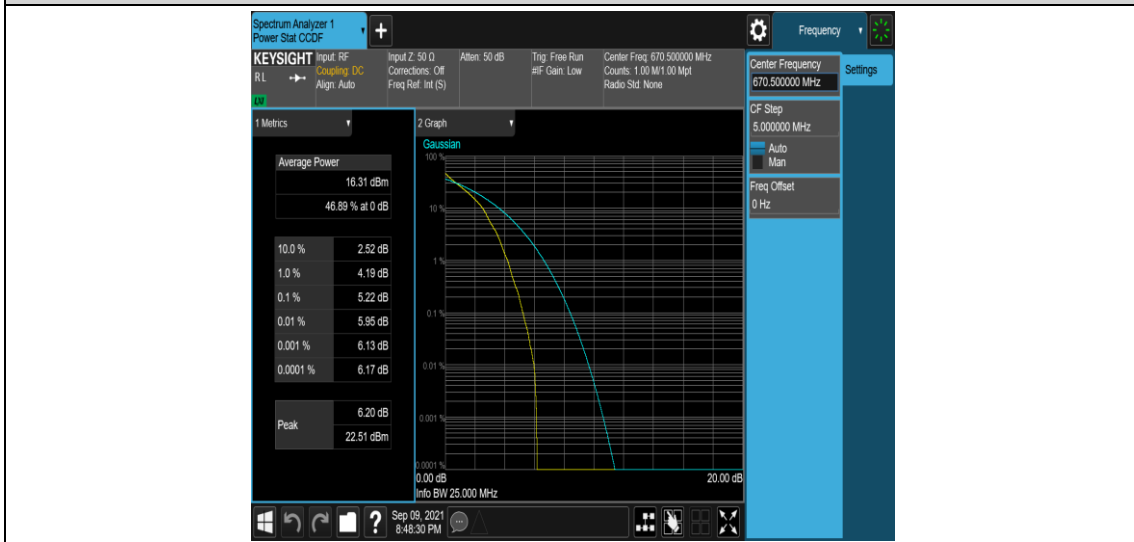 Spectrum Analyzer 1
Power Stat CCDF
+
Frequency
KEYSIGHT
RL
LXI
Input: RF
Coupling: DC
Align: Auto
Input Z: 50 Ω
Corrections: Off
Freq Ref: Int (S)
Atten: 50 dB
Trig: Free Run
#IF Gain: Low
Center Freq: 670.500000 MHz
Counts: 1.00 M/1.00 Mpt
Radio Std: None
Center Frequency
670.500000 MHz
Settings
CF Step
5.000000 MHz
Auto
Man
Freq Offset
0 Hz
1 Metrics
Average Power
16.31 dBm
46.89 % at 0 dB
10.0 % 2.52 dB
1.0 % 4.19 dB
0.1 % 5.22 dB
0.01 % 5.95 dB
0.001 % 6.13 dB
0.0001 % 6.17 dB
Peak 6.20 dB
22.51 dBm
2 Graph
Gaussian
100 %
10 %
1 %
0.1 %
0.01 %
0.001 %
0.0001 %
0.00 dB 20.00 dB
Info BW 25.000 MHz
?
Sep 09, 2021
8:48:30 PM